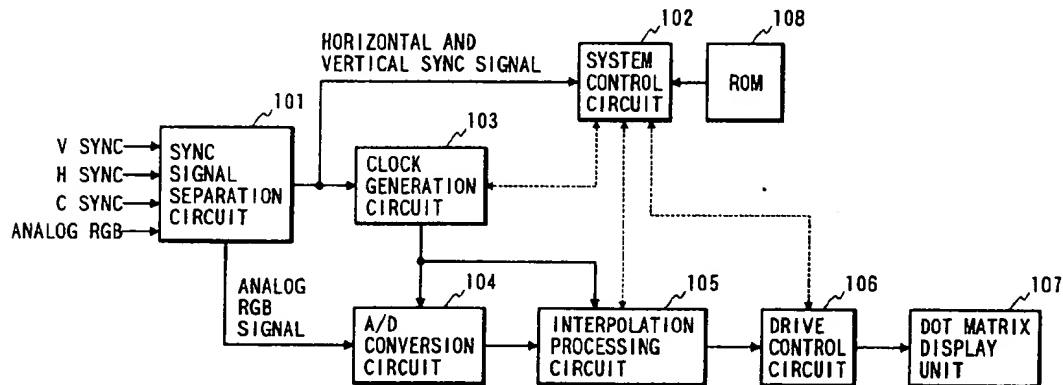 HORIZONTAL AND
VERTICAL SYNC SIGNAL
102
SYSTEM
CONTROL
CIRCUIT
108
ROM
101
V SYNC
H SYNC
C SYNC
ANALOG RGB
SYNC
SIGNAL
SEPARATION
CIRCUIT
103
CLOCK
GENERATION
CIRCUIT
ANALOG
RGB
SIGNAL
104
A/D
CONVERSION
CIRCUIT
105
INTERPOLATION
PROCESSING
CIRCUIT
106
DRIVE
CONTROL
CIRCUIT
107
DOT MATRIX
DISPLAY
UNIT